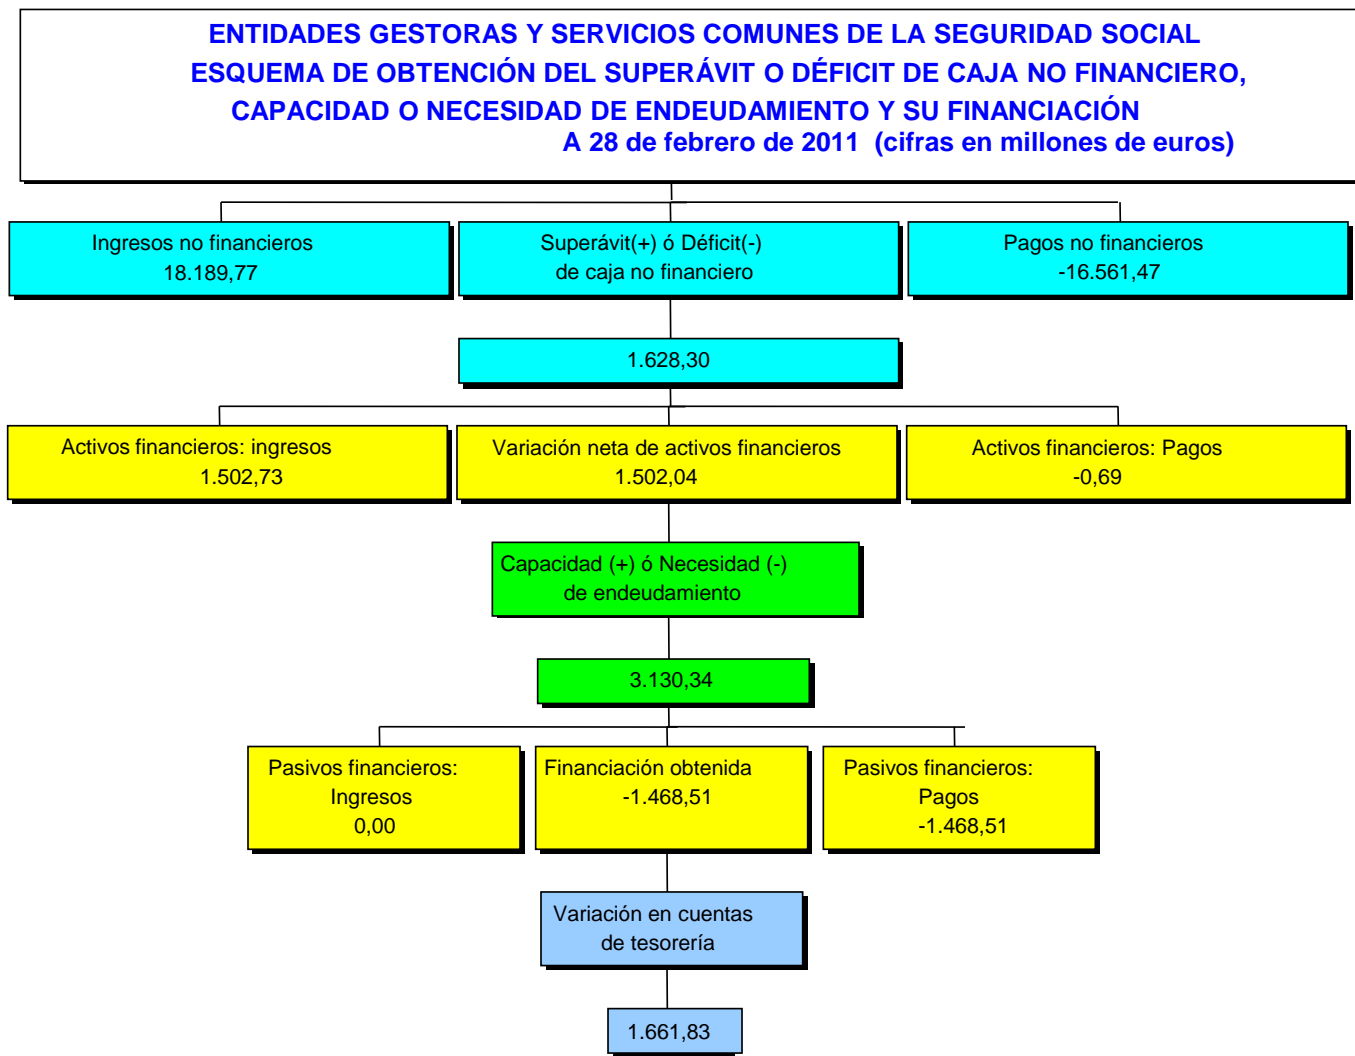 ENTIDADES GESTORAS Y SERVICIOS COMUNES DE LA SEGURIDAD SOCIAL
ESQUEMA DE OBTENCIÓN DEL SUPERÁVIT O DÉFICIT DE CAJA NO FINANCIERO,
CAPACIDAD O NECESIDAD DE ENDEUDAMIENTO Y SU FINANCIACIÓN
A 28 de febrero de 2011 (cifras en millones de euros)
Ingresos no financieros
18.189,77
Superávit(+) ó Déficit(-)
de caja no financiero
Pagos no financieros
-16.561,47
1.628,30
Activos financieros: ingresos
1.502,73
Variación neta de activos financieros
1.502,04
Activos financieros: Pagos
-0,69
Capacidad (+) ó Necesidad (-)
de endeudamiento
3.130,34
Pasivos financieros:
Ingresos
0,00
Financiación obtenida
-1.468,51
Pasivos financieros:
Pagos
-1.468,51
Variación en cuentas
de tesorería
1.661,83